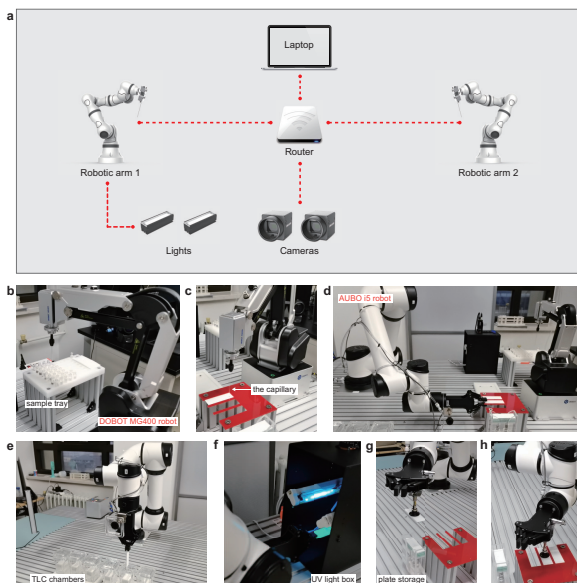 a
Laptop
Router
Robotic arm 1
Robotic arm 2
Lights
Cameras
b
c
d
AUBO i5 robot
the capillary
sample tray
DOBOT MG400 robot
e
f
g
h
TLC chambers
UV light box
plate storage